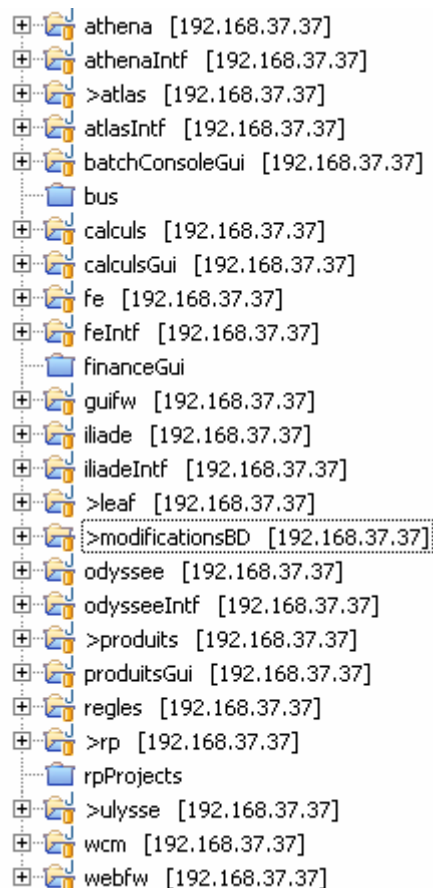 athena [192.168.37.37]
athenaIntf [192.168.37.37]
>atlas [192.168.37.37]
atlasIntf [192.168.37.37]
batchConsoleGui [192.168.37.37]
bus
calculs [192.168.37.37]
calculsGui [192.168.37.37]
fe [192.168.37.37]
feIntf [192.168.37.37]
financeGui
guifw [192.168.37.37]
iliade [192.168.37.37]
iliadeIntf [192.168.37.37]
>leaf [192.168.37.37]
>modificationsBD [192.168.37.37]
odyssee [192.168.37.37]
odysseeIntf [192.168.37.37]
>produits [192.168.37.37]
produitsGui [192.168.37.37]
regles [192.168.37.37]
>rp [192.168.37.37]
rpProjects
>ulysse [192.168.37.37]
wcm [192.168.37.37]
webfw [192.168.37.37]